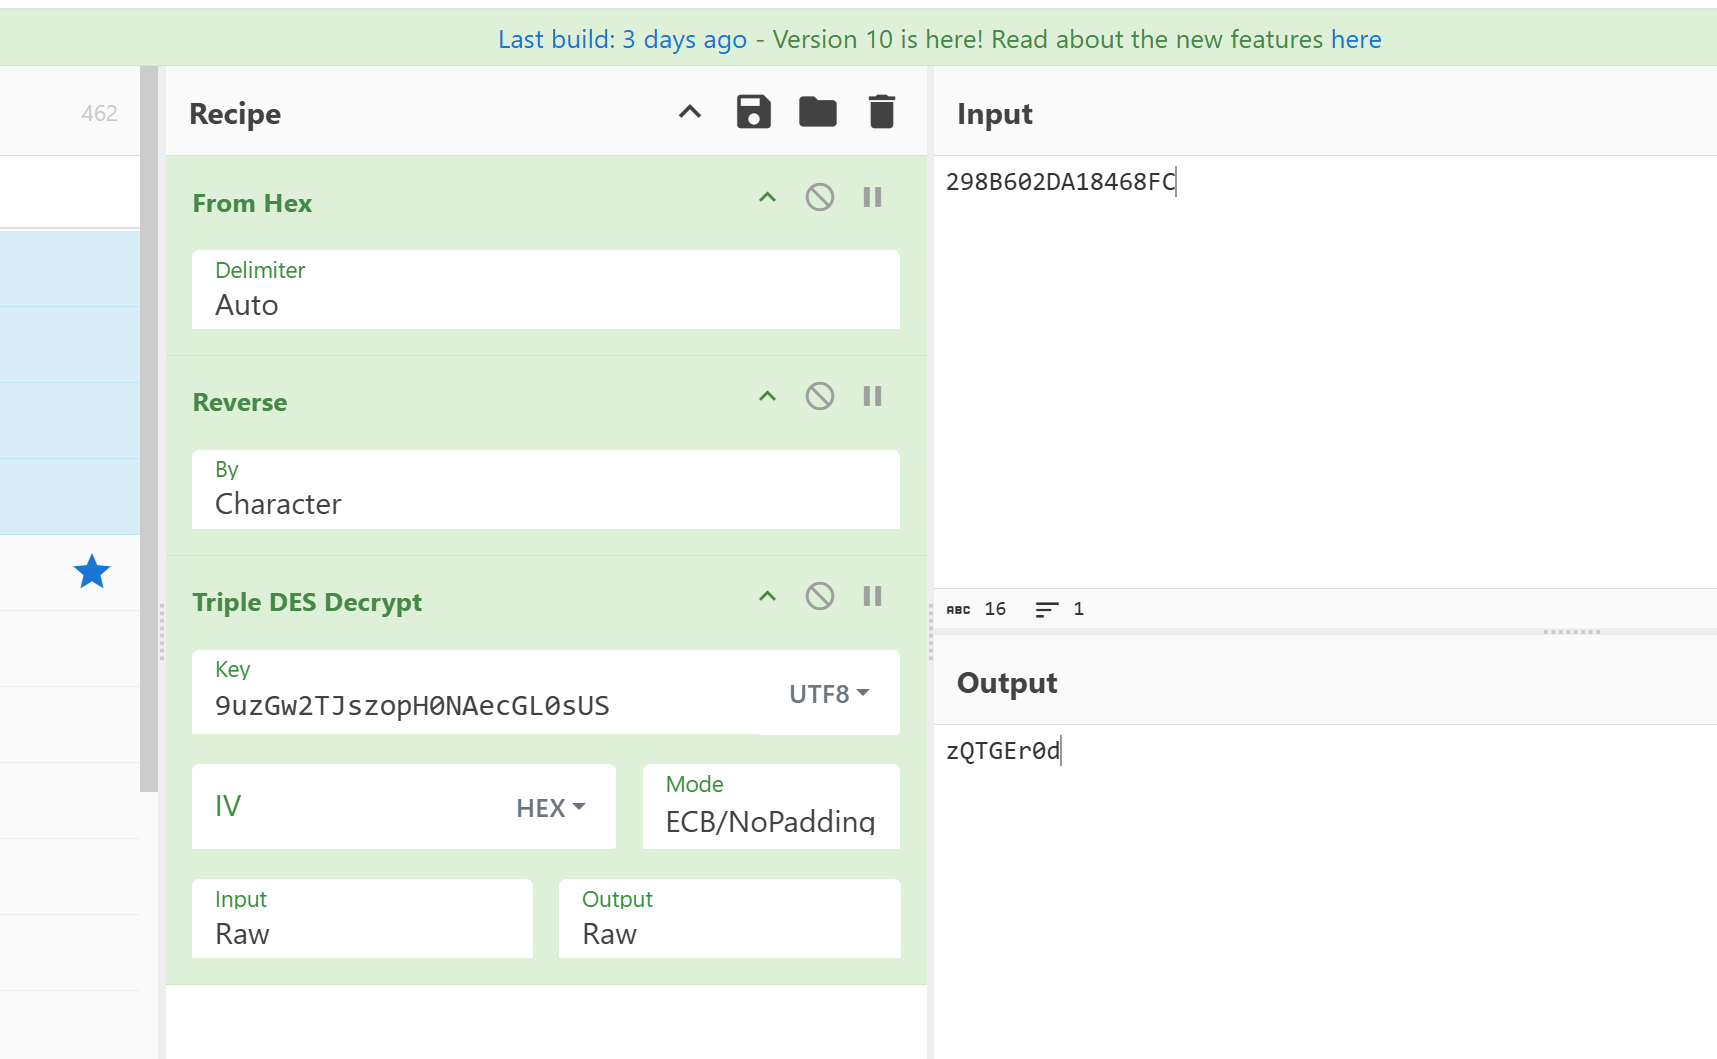 Last build: 3 days ago - Version 10 is here! Read about the new features here
462
Recipe
From Hex
Delimiter
Auto
Reverse
By
Character
Triple DES Decrypt
Key
9uzGw2TJszopH0NAecGL0sUS
UTF8
IV
HEX
Mode
ECB/NoPadding
Input
Raw
Output
Raw
Input
298B602DA18468FC
ABC 16 1
Output
zQTGEr0d